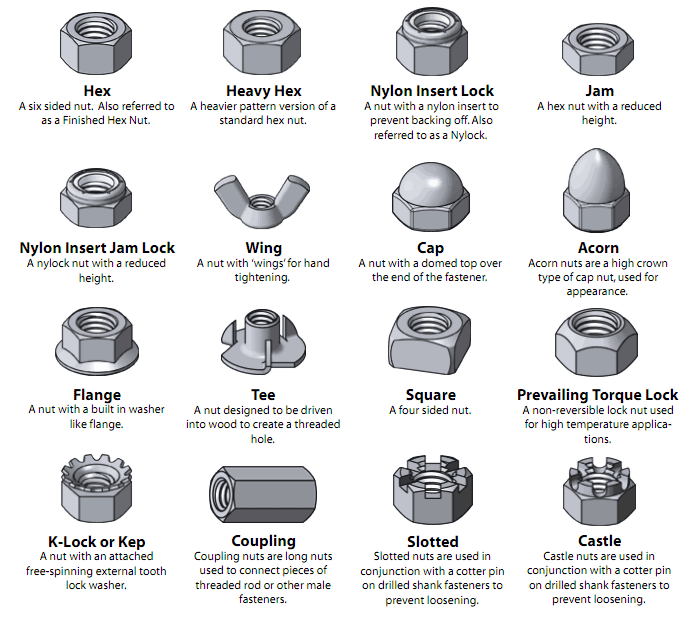 Hex
A six sided nut. Also referred to
as a Finished Hex Nut.
Heavy Hex
A heavier pattern version of a
standard hex nut.
Nylon Insert Lock
A nut with a nylon insert to
prevent backing off. Also
referred to as a Nylock.
Jam
A hex nut with a reduced
height.
Nylon Insert Jam Lock
A nylock nut with a reduced
height.
Wing
A nut with ‘wings’ for hand
tightening.
Cap
A nut with a domed top over
the end of the fastener.
Acorn
Acorn nuts are a high crown
type of cap nut, used for
appearance.
Flange
A nut with a built in washer
like flange.
Tee
A nut designed to be driven
into wood to create a threaded
hole.
Square
A four sided nut.
Prevailing Torque Lock
A non-reversible lock nut used
for high temperature applica-
tions.
K-Lock or Kep
A nut with an attached
free-spinning external tooth
lock washer.
Coupling
Coupling nuts are long nuts
used to connect pieces of
threaded rod or other male
fasteners.
Slotted
Slotted nuts are used in
conjunction with a cotter pin
on drilled shank fasteners to
prevent loosening.
Castle
Castle nuts are used in
conjunction with a cotter pin
on drilled shank fasteners to
prevent loosening.